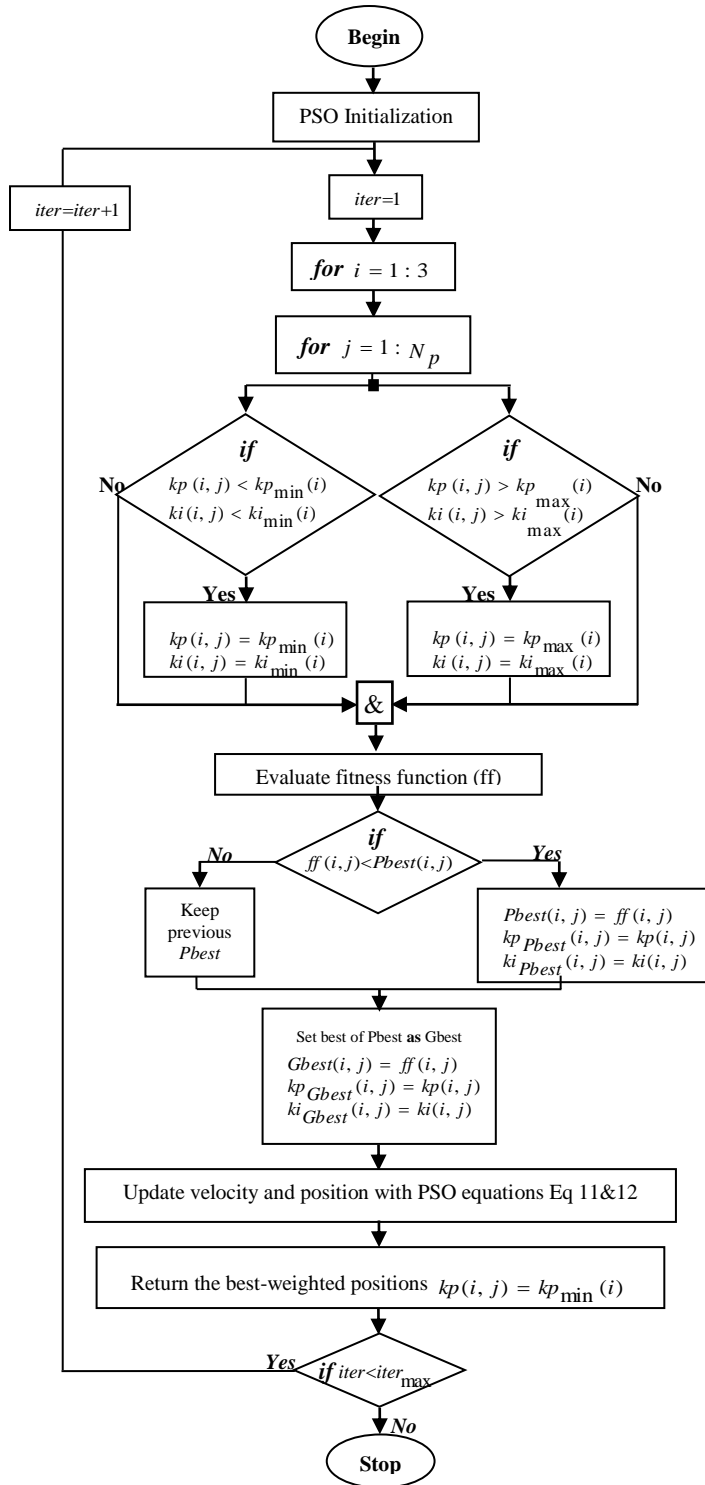 Begin
PSO Initialization
iter=iter+1
iter=1
for i = 1 : 3
for j = 1 : N_p
if
kp (i, j) < kp_min (i)
ki(i, j) < ki_min (i)
No
Yes
if
kp (i, j) > kp_max (i)
ki (i, j) > ki_max (i)
No
Yes
kp (i, j) = kp_min (i)
ki (i, j) = ki_min (i)
kp (i, j) = kp_max (i)
ki (i, j) = ki_max (i)
&
Evaluate fitness function (ff)
if
ff (i, j)<Pbest(i, j)
No
Yes
Keep
previous
Pbest
Pbest(i, j) = ff (i, j)
kp_Pbest (i, j) = kp(i, j)
ki_Pbest (i, j) = ki(i, j)
Set best of Pbest as Gbest
Gbest(i, j) = ff (i, j)
kp_Gbest (i, j) = kp(i, j)
ki_Gbest (i, j) = ki(i, j)
Update velocity and position with PSO equations Eq 11&12
Return the best-weighted positions kp(i, j) = kp_min (i)
Yes
if iter<iter_max
No
Stop